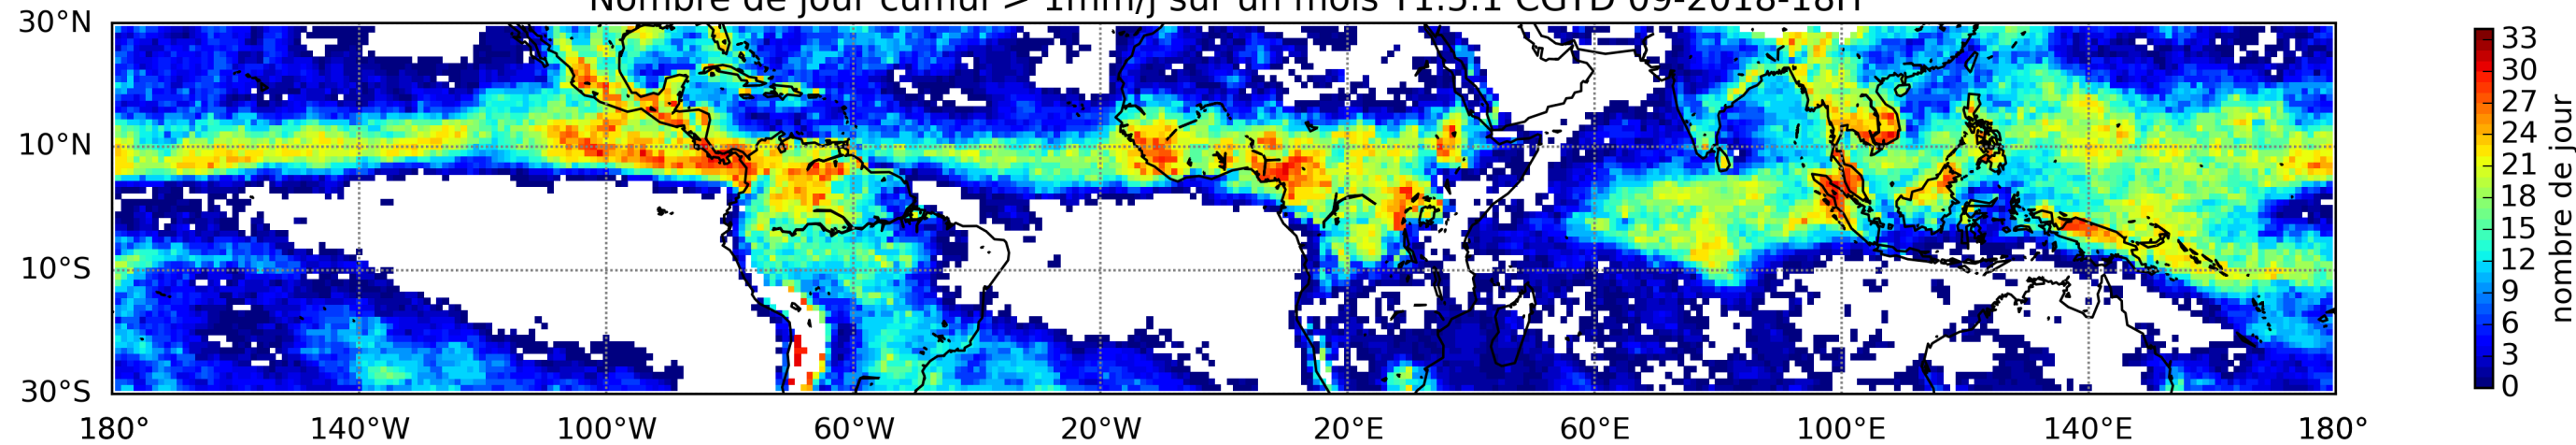 Nombre de jour cumul > 1mm/j sur un mois T1.5.1 CGTD 09-2018-18H
30°N
10°N
10°S
30°S
180° 140°W 100°W 60°W 20°W 20°E 60°E 100°E 140°E 180°
33
30
27
24
21
18
15
12
9
6
3
0
nombre de jour